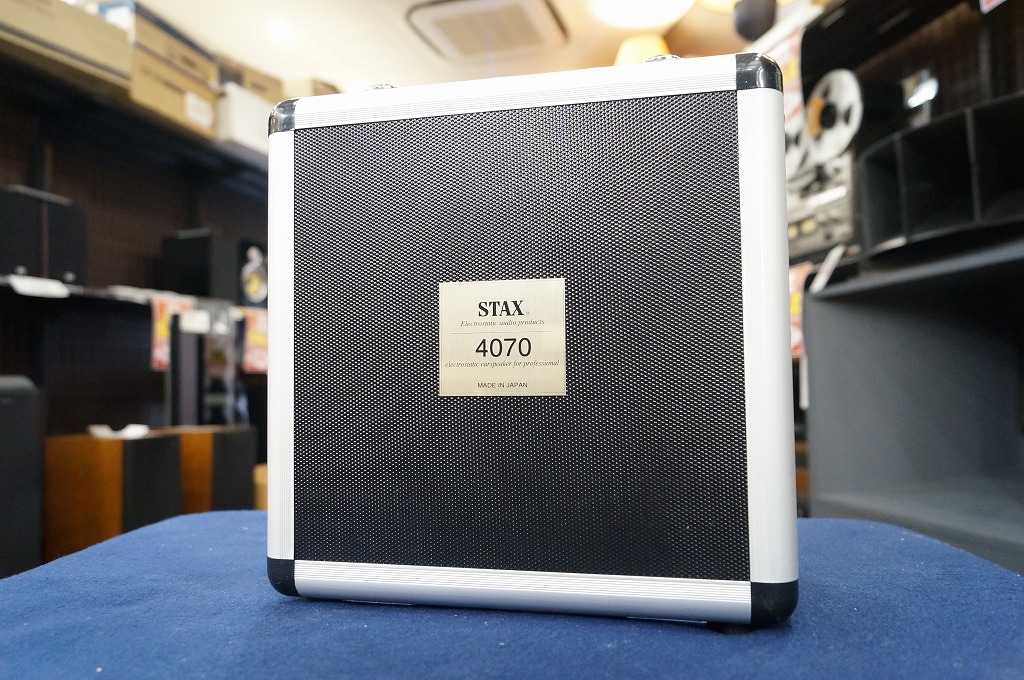 STAX
Electrostatic audio products
4070
electrostatic earspeaker for professional
MADE IN JAPAN